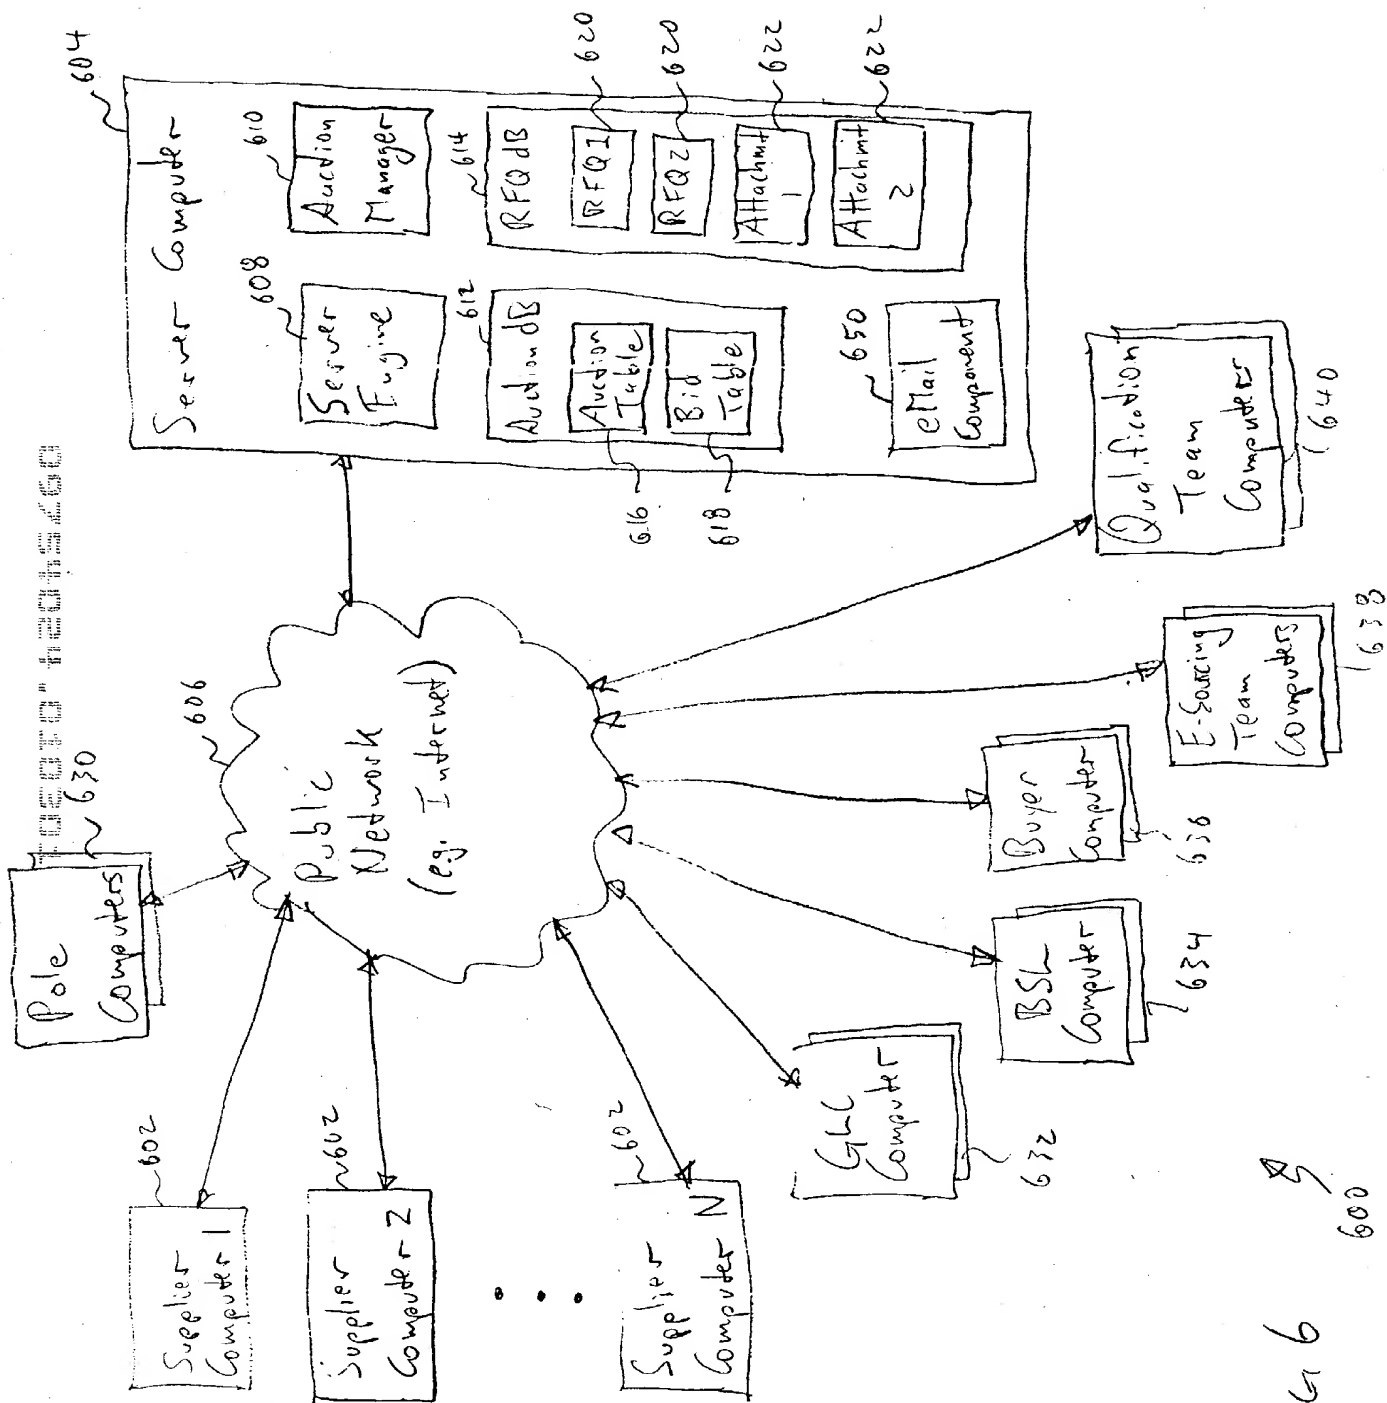 Pole
Computers
630
606
Public
Network
(e.g. Internet)
Supplier
Computer 1
602
Supplier
Computer 2
602
Supplier
Computer N
602
Server Computer
604
Server
Engine
608
Auction
Manager
610
Auction dB
612
Auction
Table
616
Bid
Table
618
RFQ dB
614
RFQ1
620
RFQ2
620
Attachmt
1
622
Attachmt
2
622
eMail
Component
650
GLC
Computer
632
BSL
Computer
634
Buyer
Computer
636
E-Sourcing
Team
Computers
638
Qualification
Team
Computers
640
600
6